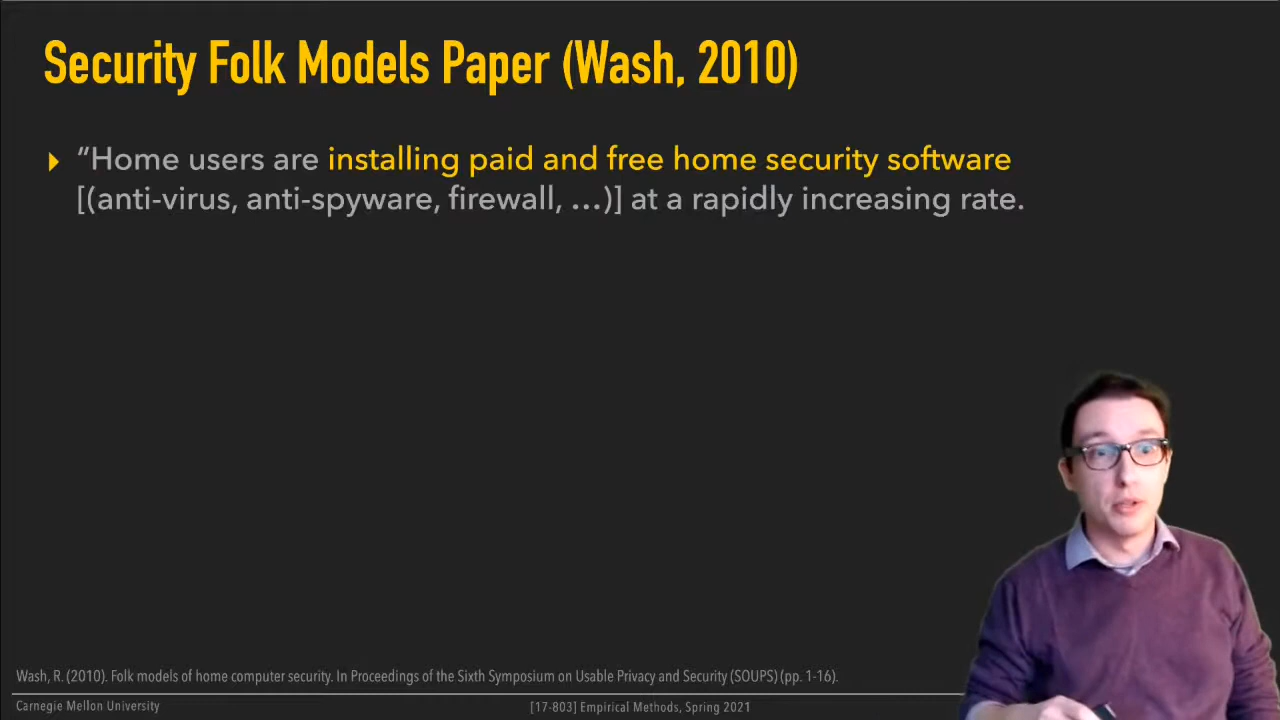 Security Folk Models Paper (Wash, 2010)
“Home users are installing paid and free home security software
[(anti-virus, anti-spyware, firewall, …)] at a rapidly increasing rate.
Wash, R. (2010). Folk models of home computer security. In Proceedings of the Sixth Symposium on Usable Privacy and Security (SOUPS) (pp. 1-16).
Carnegie Mellon University
[17-803] Empirical Methods, Spring 2021